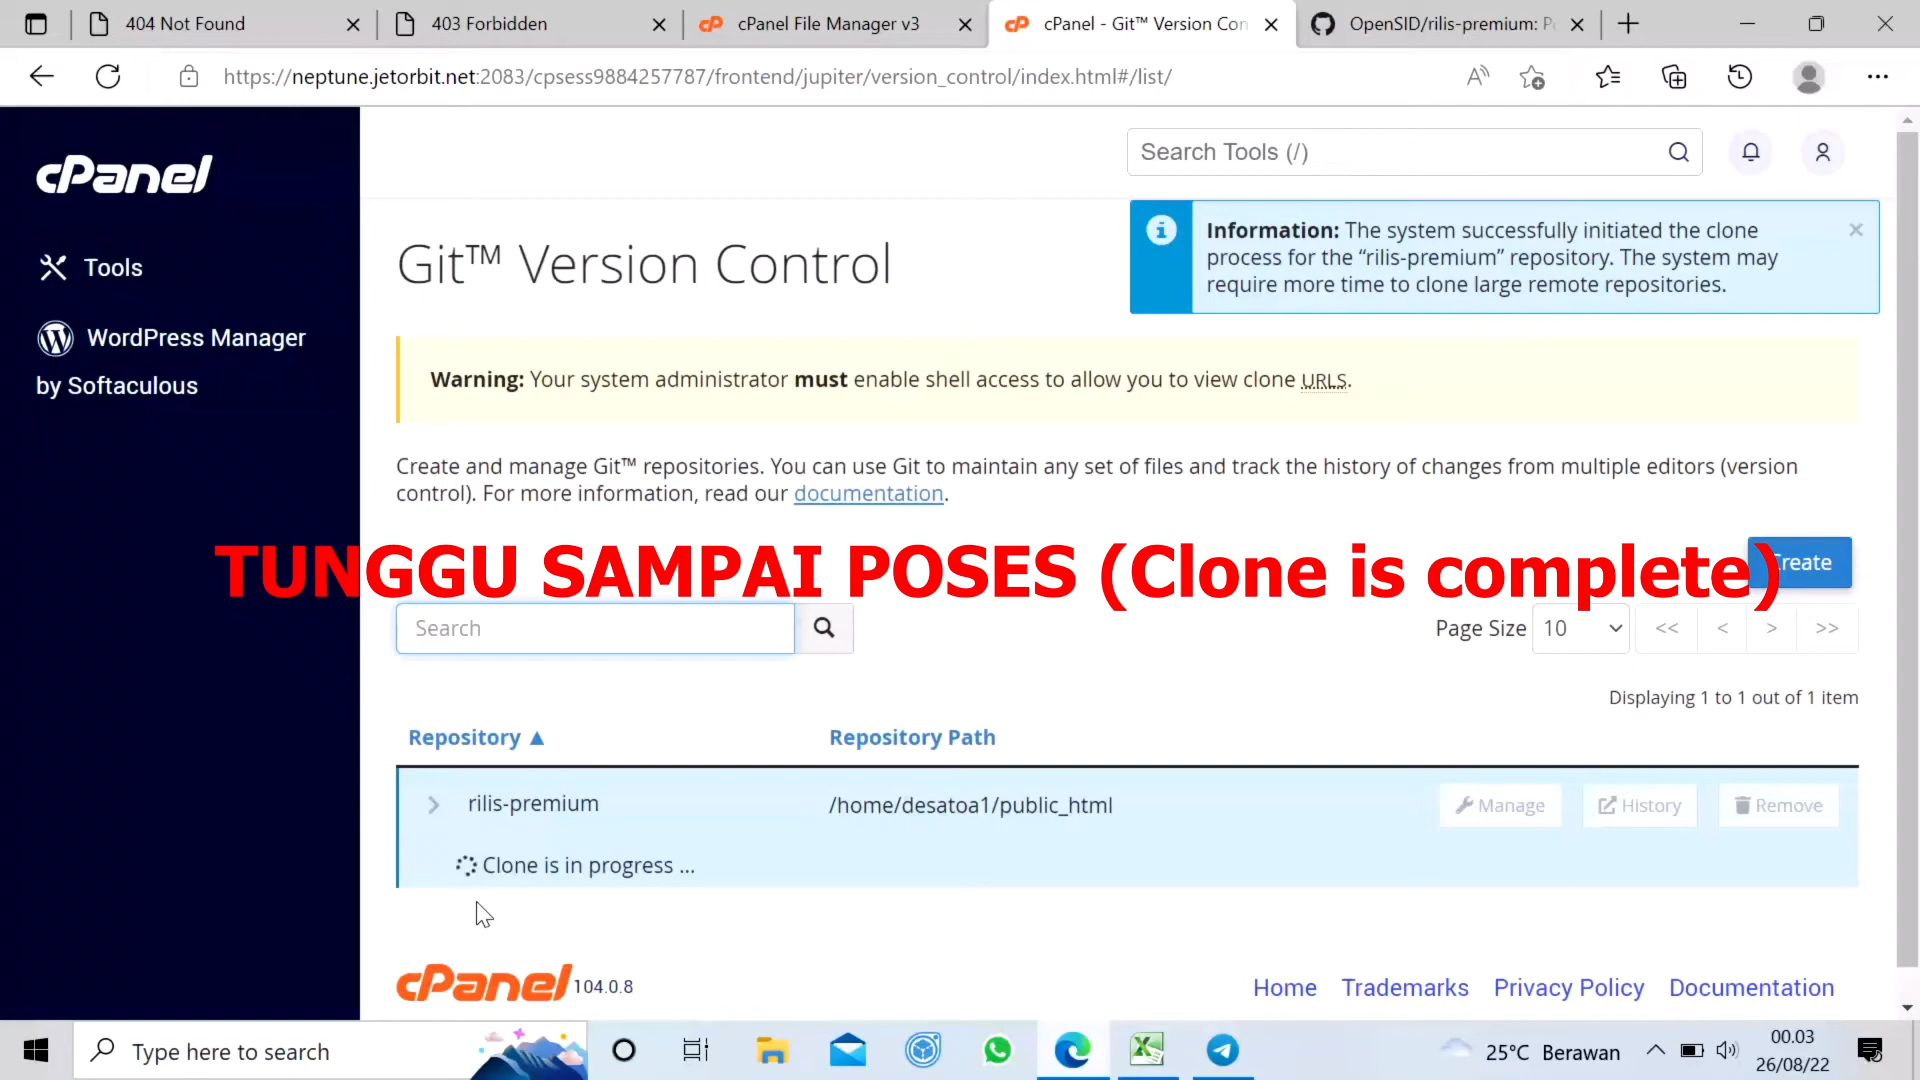 404 Not Found
403 Forbidden
cPanel File Manager v3
cPanel - Git™ Version Con
OpenSID/rilis-premium: P
https://neptune.jetorbit.net:2083/cpsess9884257787/frontend/jupiter/version_control/index.html#/list/
cPanel
Search Tools (/)
Tools
WordPress Manager
by Softaculous
Git™ Version Control
Information: The system successfully initiated the clone
process for the “rilis-premium” repository. The system may
require more time to clone large remote repositories.
Warning: Your system administrator must enable shell access to allow you to view clone URLS.
Create and manage Git™ repositories. You can use Git to maintain any set of files and track the history of changes from multiple editors (version
control). For more information, read our documentation.
TUNGGU SAMPAI POSES (Clone is complete)
Create
Search
Page Size 10 << < > >>
Displaying 1 to 1 out of 1 item
Repository ▲ Repository Path
rilis-premium /home/desatoa1/public_html Manage History Remove
Clone is in progress ...
cPanel 104.0.8
Home Trademarks Privacy Policy Documentation
Type here to search
25°C Berawan
00.03
26/08/22